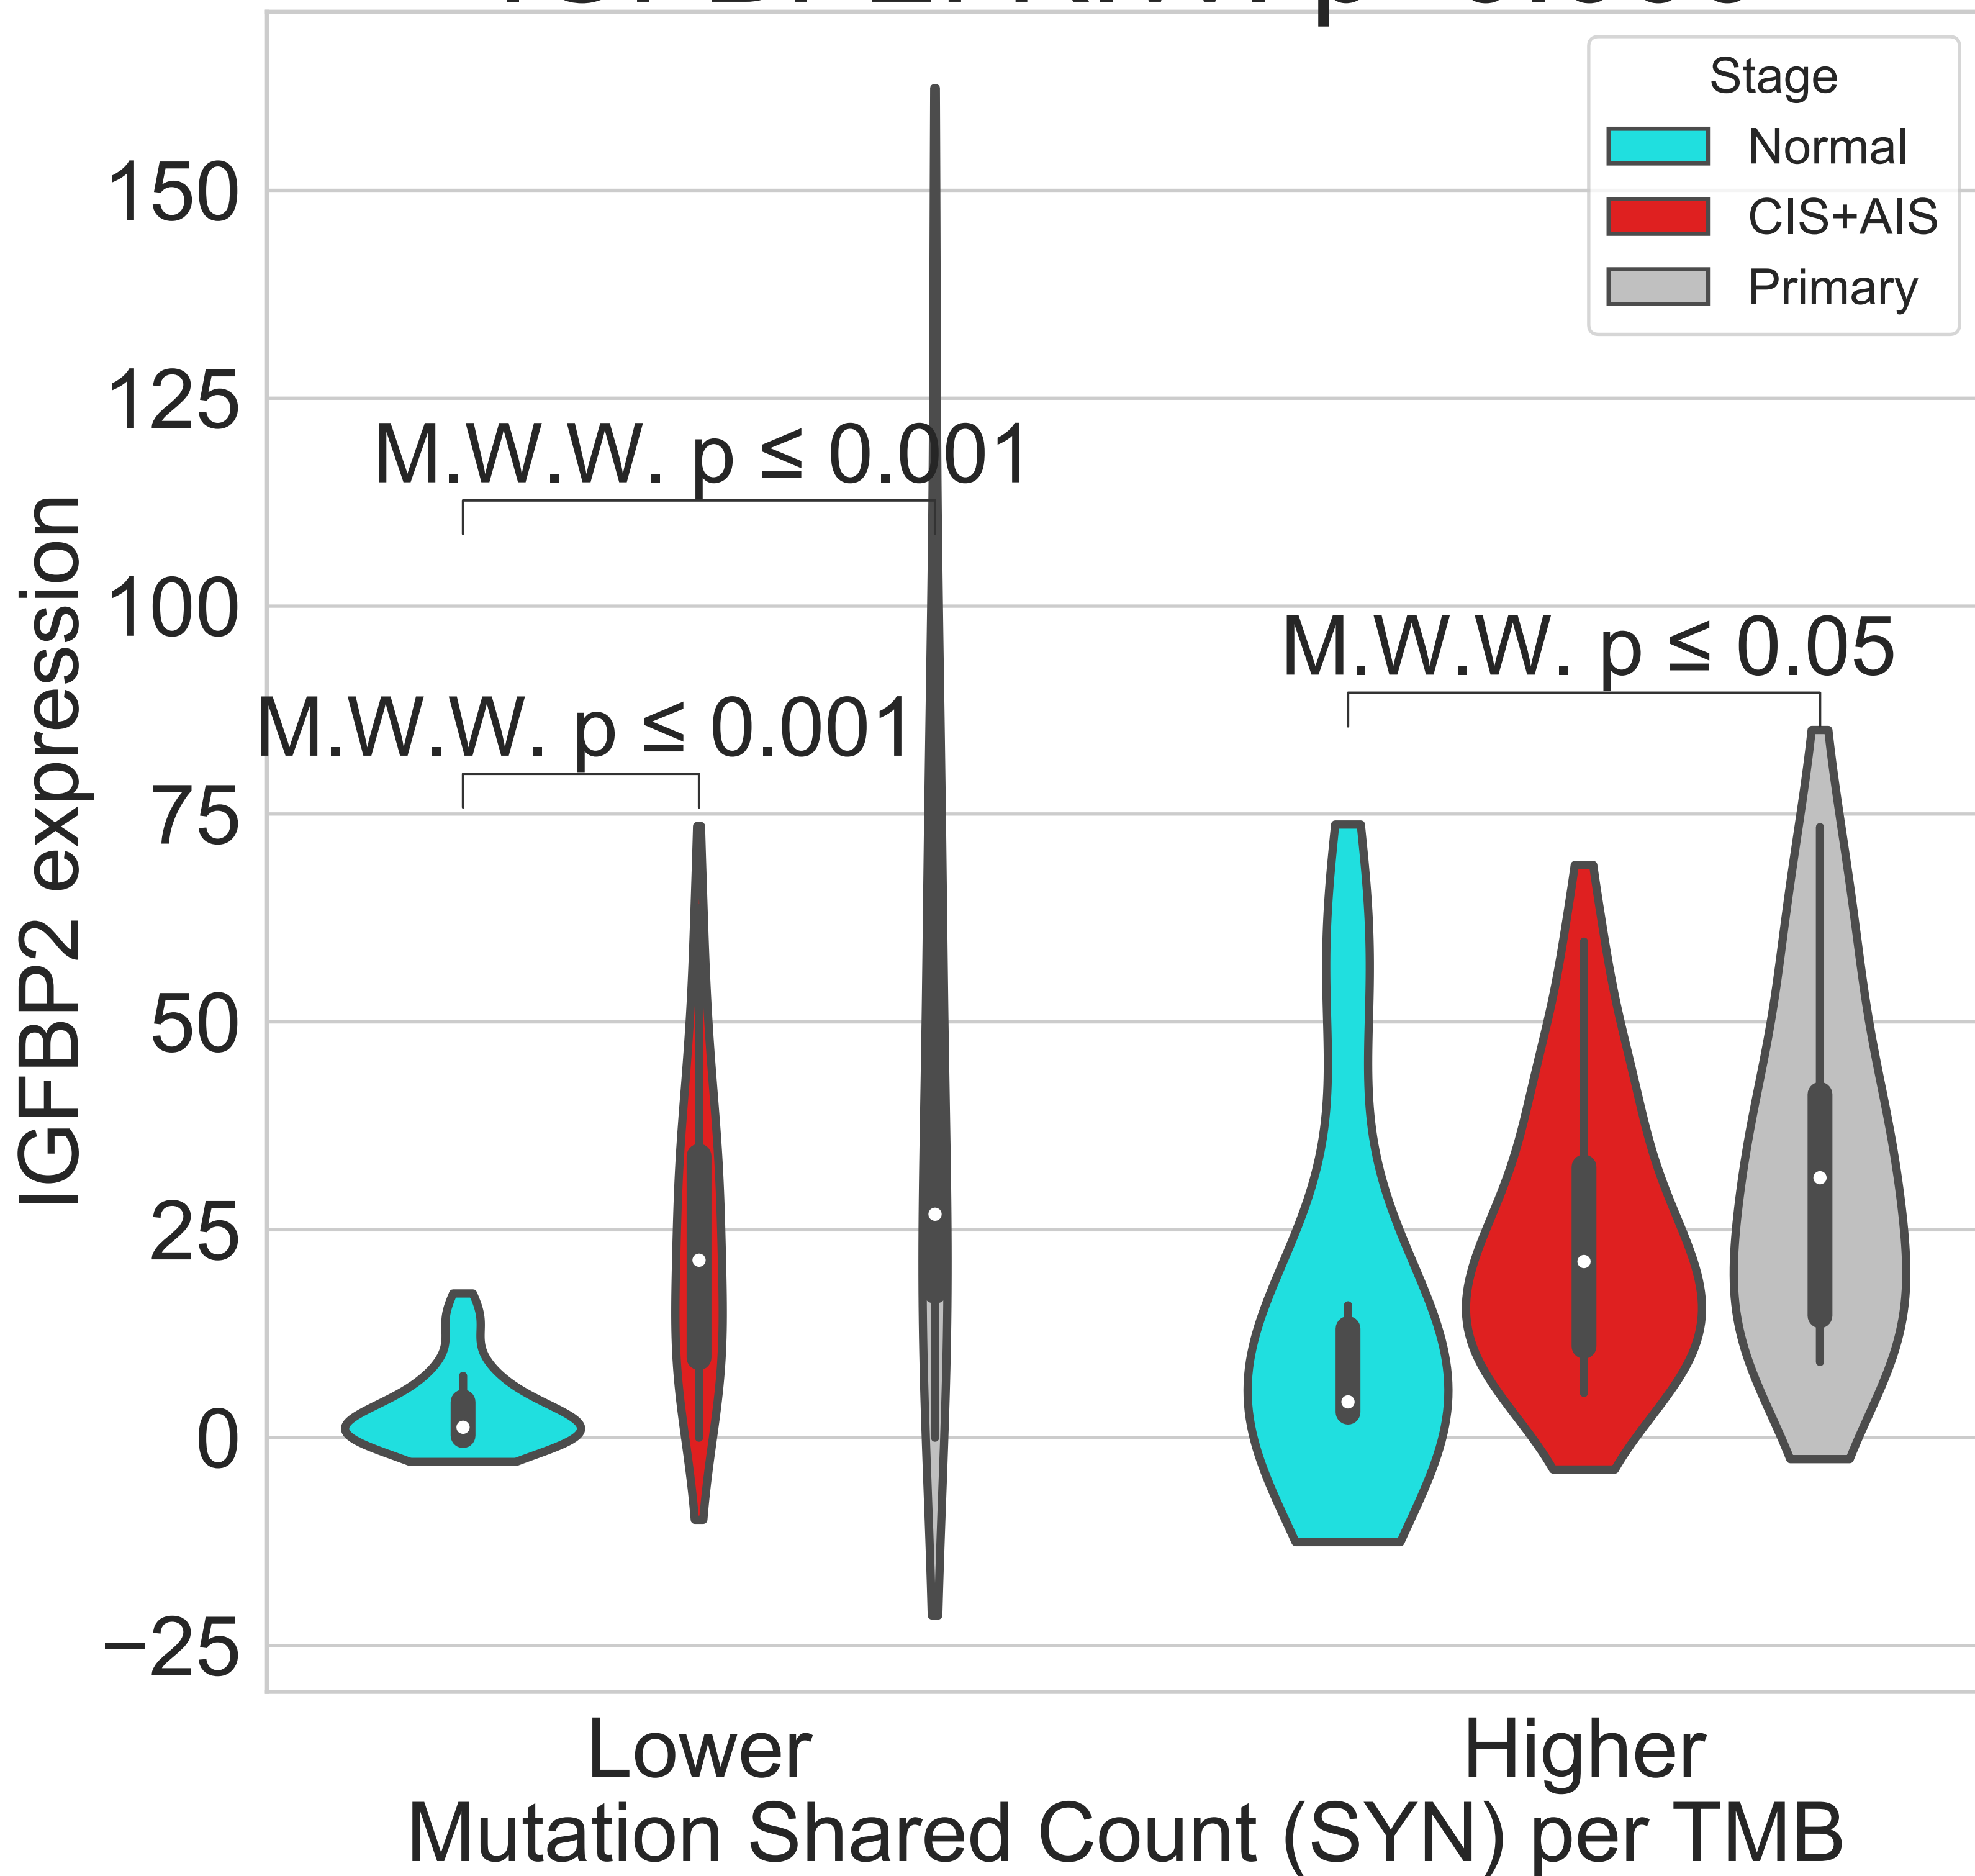 Stage
Normal
CIS+AIS
Primary
150
125
100
75
50
25
0
−25
IGFBP2 expression
M.W.W. p ≤ 0.001
M.W.W. p ≤ 0.05
M.W.W. p ≤ 0.001
Lower
Higher
Mutation Shared Count (SYN) per TMB